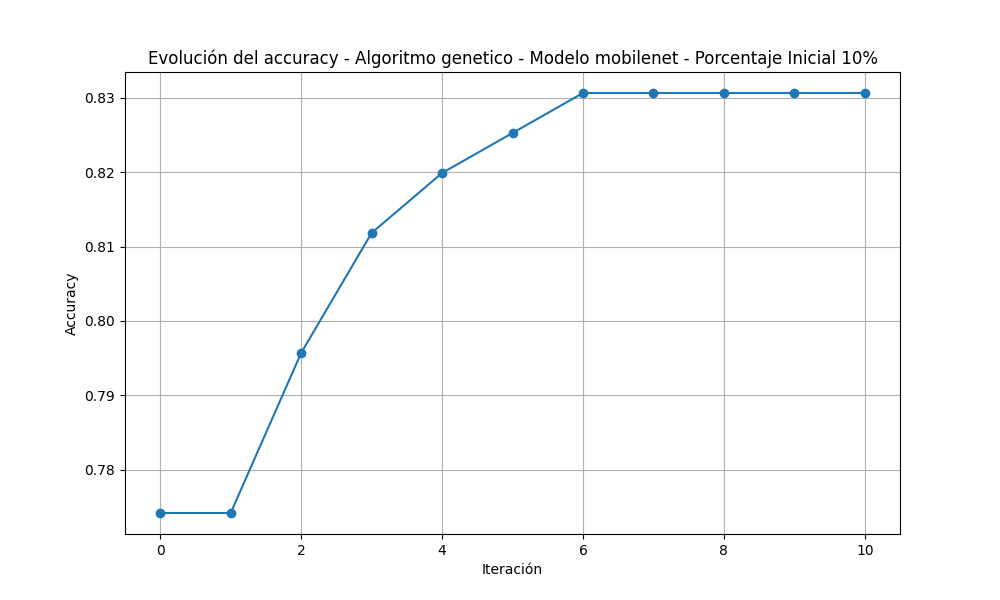 Evolución del accuracy - Algoritmo genetico - Modelo mobilenet - Porcentaje Inicial 10%
0.83
0.82
0.81
0.80
0.79
0.78
Accuracy
0 2 4 6 8 10
Iteración